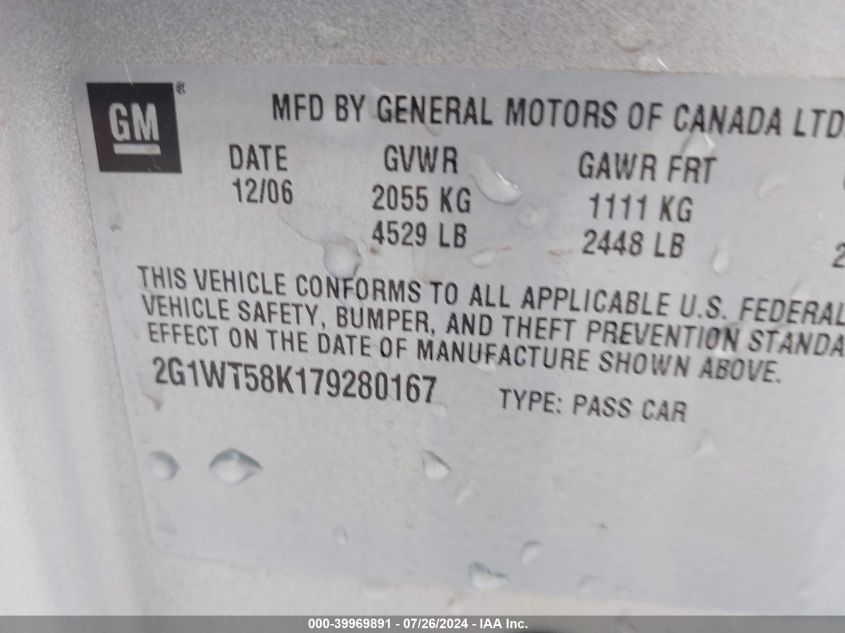 GM ®
MFD BY GENERAL MOTORS OF CANADA LTD.
DATE GVWR GAWR FRT
12/06 2055 KG 1111 KG
4529 LB 2448 LB 2
THIS VEHICLE CONFORMS TO ALL APPLICABLE U.S. FEDERAL
VEHICLE SAFETY, BUMPER, AND THEFT PREVENTION STANDA
EFFECT ON THE DATE OF MANUFACTURE SHOWN ABOVE.
2G1WT58K179280167 TYPE: PASS CAR
000-39969891 - 07/26/2024 - IAA Inc.